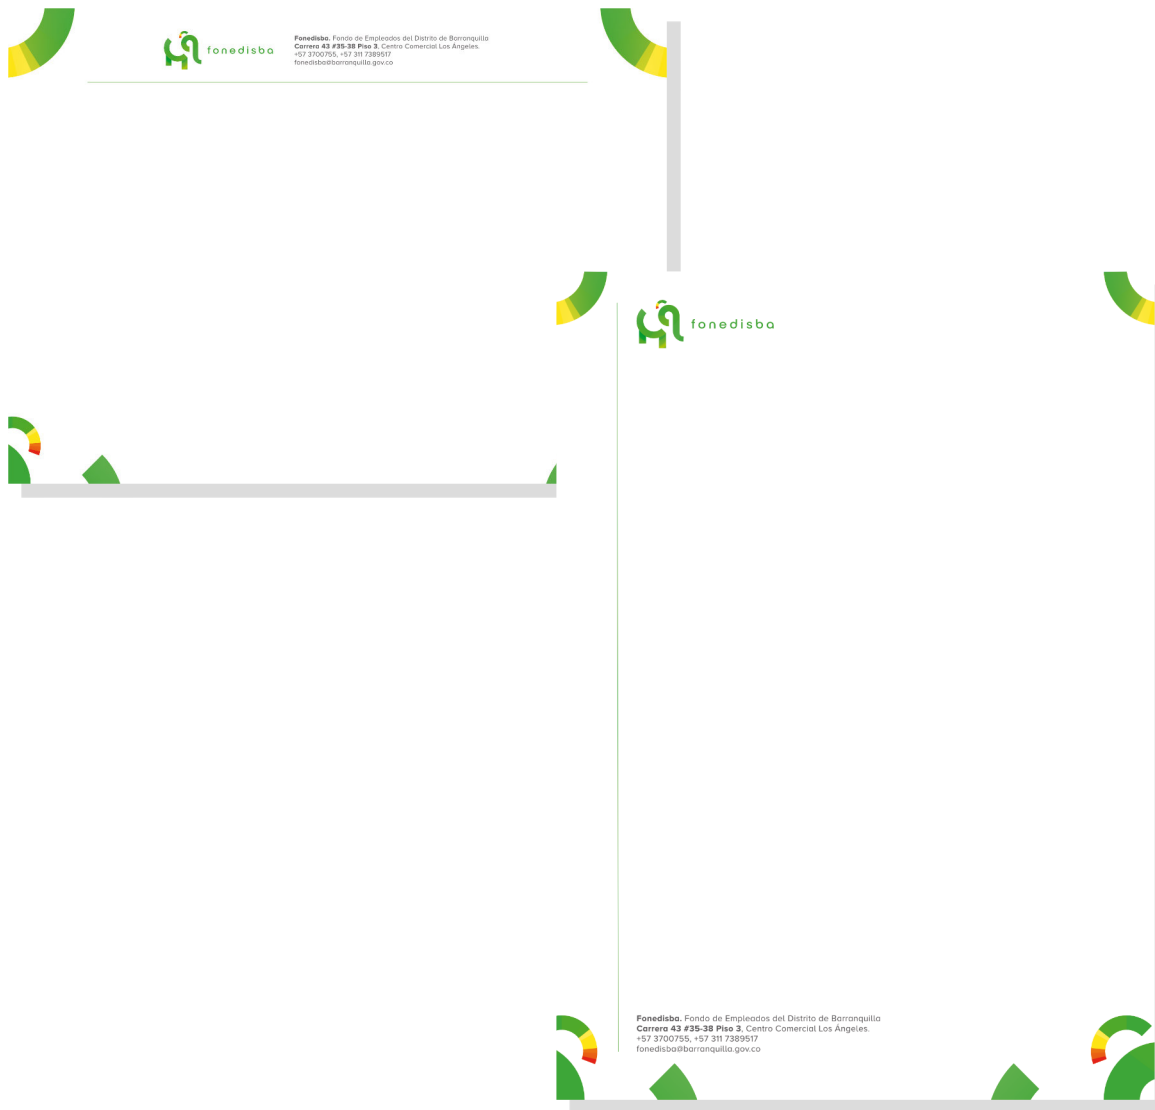 fonedisba
Fonedisba. Fondo de Empleados del Distrito de Barranquilla
Carrera 43 #35-38 Piso 3, Centro Comercial Los Ángeles.
+57 3700755, +57 311 7389517
fonedisba@barranquilla.gov.co
fonedisba
Fonedisba. Fondo de Empleados del Distrito de Barranquilla
Carrera 43 #35-38 Piso 3, Centro Comercial Los Ángeles.
+57 3700755, +57 311 7389517
fonedisba@barranquilla.gov.co